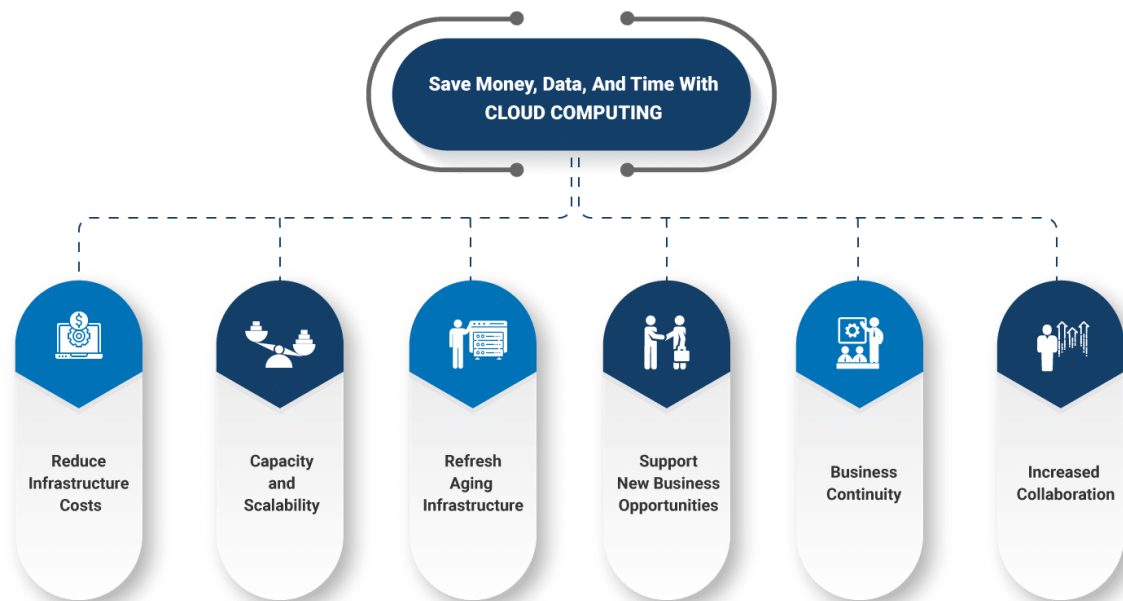 Save Money, Data, And Time With
CLOUD COMPUTING
Reduce
Infrastructure
Costs
Capacity
and
Scalability
Refresh
Aging
Infrastructure
Support
New Business
Opportunities
Business
Continuity
Increased
Collaboration